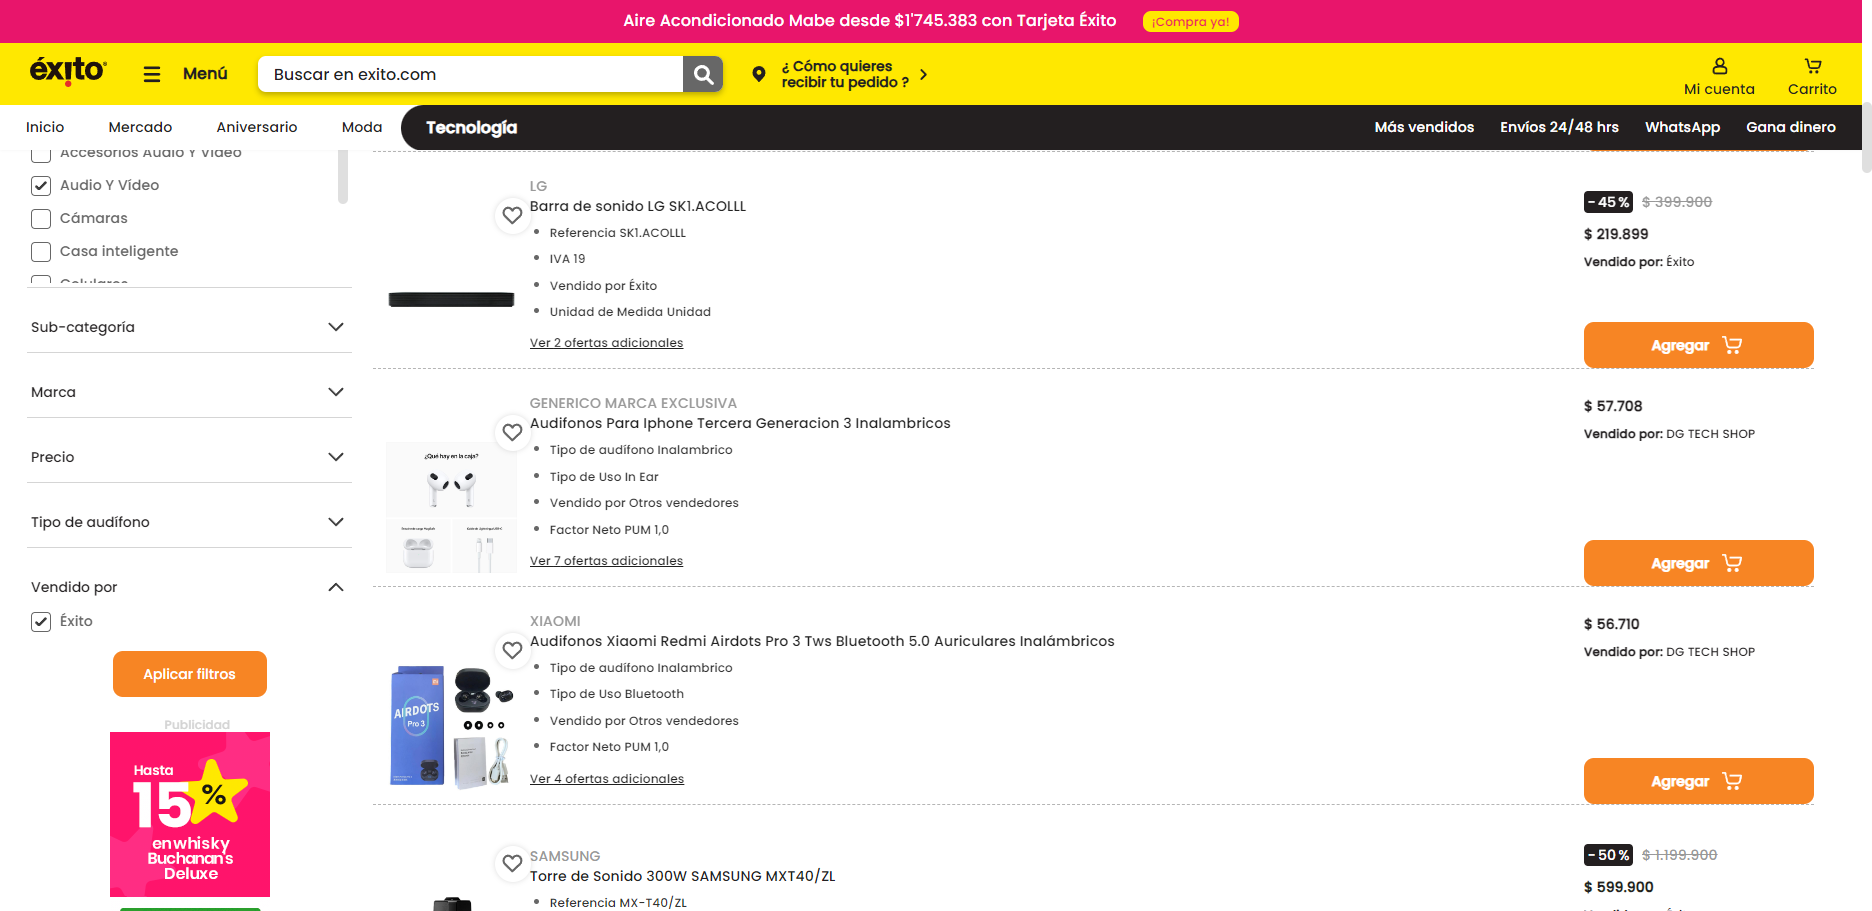 Aire Acondicionado Mabe desde $1'745.383 con Tarjeta Éxito ¡Compra ya!
éxito
Menú
Buscar en exito.com
¿ Cómo quieres
recibir tu pedido ?
Mi cuenta
Carrito
Inicio Mercado Aniversario Moda Tecnología Más vendidos Envíos 24/48 hrs WhatsApp Gana dinero
Accesorios Audio Y Video
Audio Y Vídeo
Cámaras
Casa inteligente
Celulares
Sub-categoría
Marca
Precio
Tipo de audífono
Vendido por
Éxito
Aplicar filtros
Publicidad
Hasta
15%
en whisky
Buchanan's
Deluxe
LG
Barra de sonido LG SK1.ACOLLL
Referencia SK1.ACOLLL
IVA 19
Vendido por Éxito
Unidad de Medida Unidad
Ver 2 ofertas adicionales
-45% $ 399.900
$ 219.899
Vendido por: Éxito
Agregar
GENERICO MARCA EXCLUSIVA
Audifonos Para Iphone Tercera Generacion 3 Inalambricos
¿Qué hay en la caja?
Tipo de audífono Inalambrico
Tipo de Uso In Ear
Vendido por Otros vendedores
Factor Neto PUM 1,0
Ver 7 ofertas adicionales
$ 57.708
Vendido por: DG TECH SHOP
Agregar
XIAOMI
Audifonos Xiaomi Redmi Airdots Pro 3 Tws Bluetooth 5.0 Auriculares Inalámbricos
AIRDOTS
Pro 3
Tipo de audífono Inalambrico
Tipo de Uso Bluetooth
Vendido por Otros vendedores
Factor Neto PUM 1,0
Ver 4 ofertas adicionales
$ 56.710
Vendido por: DG TECH SHOP
Agregar
SAMSUNG
Torre de Sonido 300W SAMSUNG MXT40/ZL
Referencia MX-T40/ZL
-50% $ 1.199.900
$ 599.900